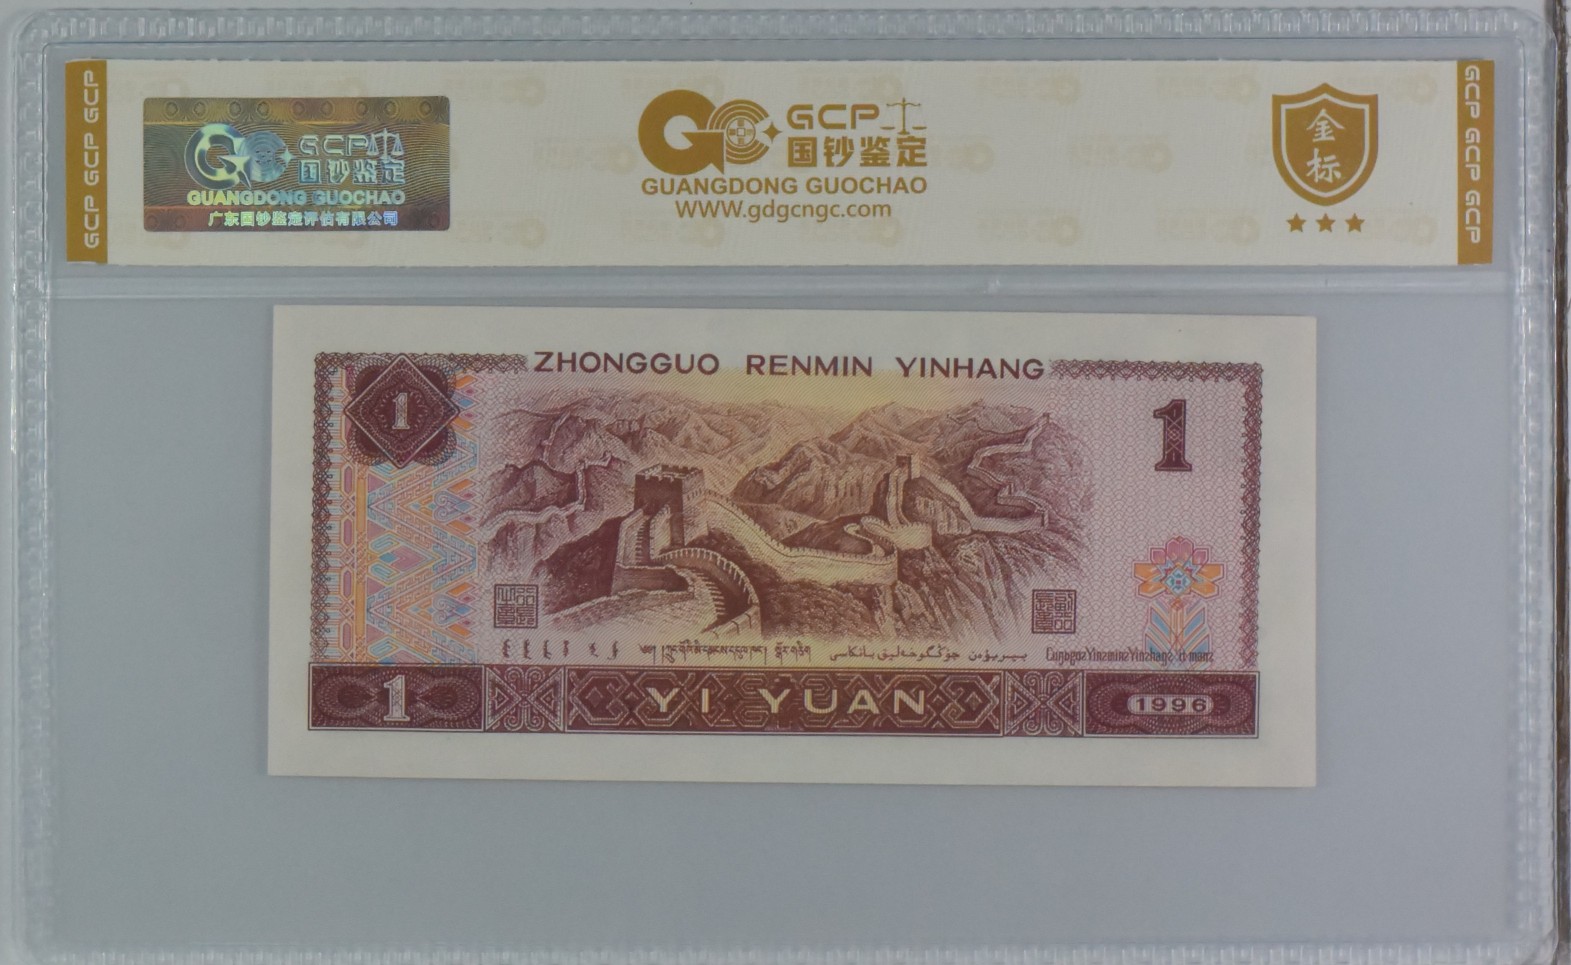 GCP GCP GCP
GCP
国钞鉴定
GUANGDONG GUOCHAO
广东国钞鉴定评估有限公司
GCP
国钞鉴定
GUANGDONG GUOCHAO
WWW.gdgcngc.com
金标
GCP GCP GCP
ZHONGGUO RENMIN YINHANG
1
1
1 YI YUAN 1996